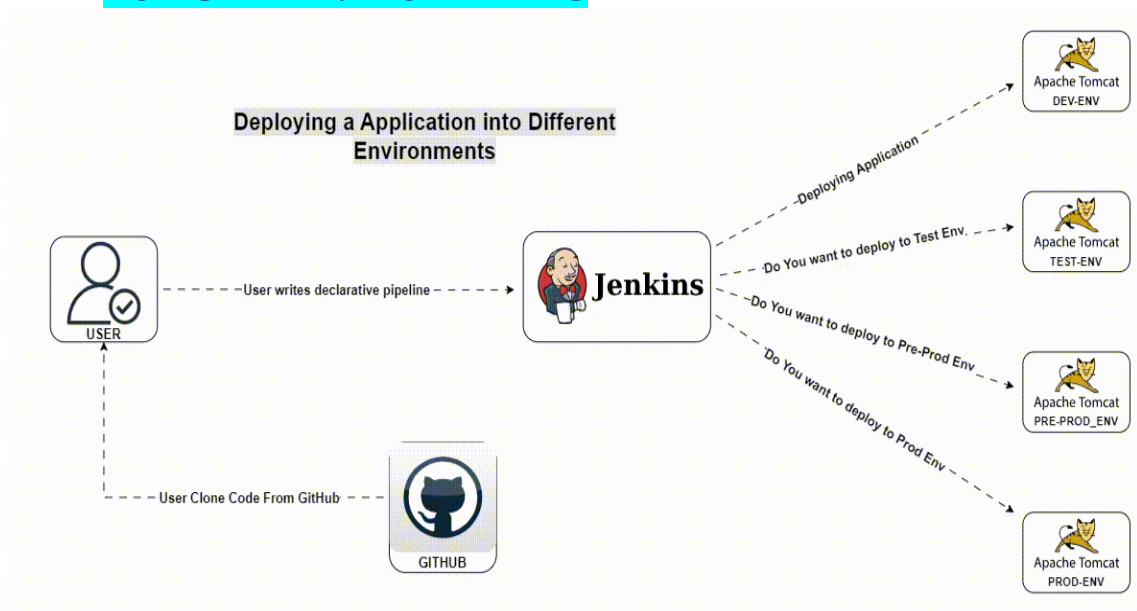 Deploying a Application into Different
Environments
Apache Tomcat
DEV-ENV
Deploying Application
Apache Tomcat
TEST-ENV
Do You want to deploy to Test Env.
Jenkins
User writes declarative pipeline
USER
Do You want to deploy to Pre-Prod Env
Apache Tomcat
PRE-PROD_ENV
Do You want to deploy to Prod Env
User Clone Code From GitHub
GITHUB
Apache Tomcat
PROD-ENV